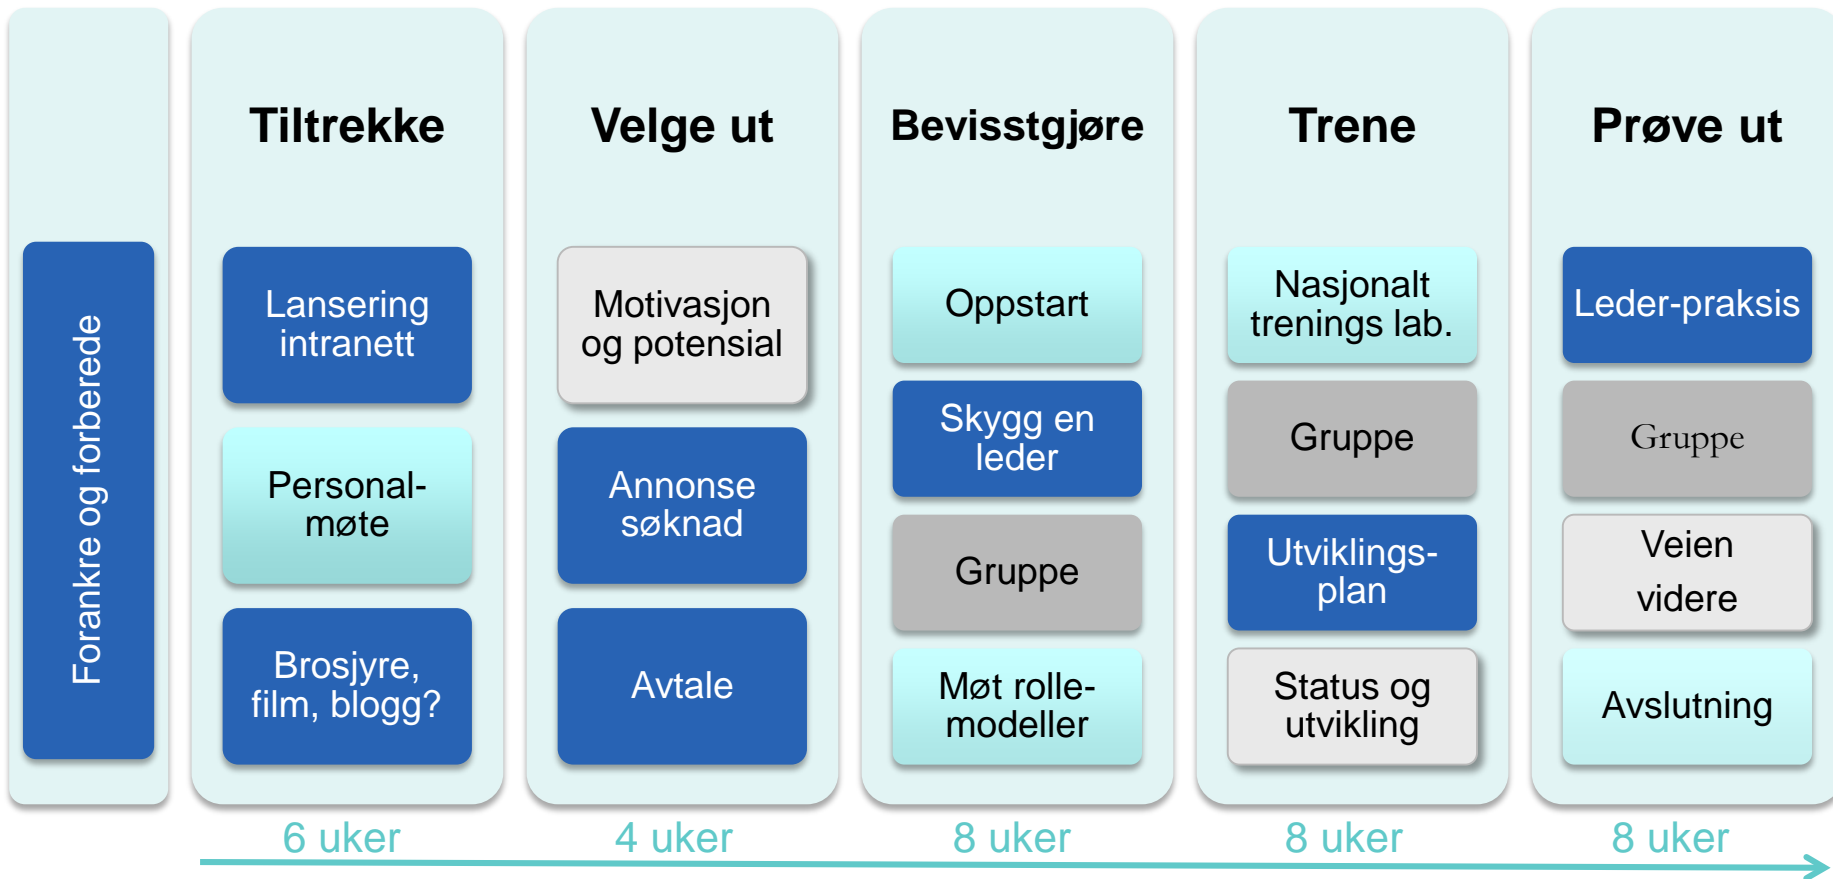 Forankre og forberede
Tiltrekke
Lansering
intranett
Personal-
møte
Brosjyre,
film, blogg?
6 uker
Velge ut
Motivasjon
og potensial
Annonse
søknad
Avtale
4 uker
Bevisstgjøre
Oppstart
Skygg en
leder
Gruppe
Møt rolle-
modeller
8 uker
Trene
Nasjonalt
trenings lab.
Gruppe
Utviklings-
plan
Status og
utvikling
8 uker
Prøve ut
Leder-praksis
Gruppe
Veien
videre
Avslutning
8 uker